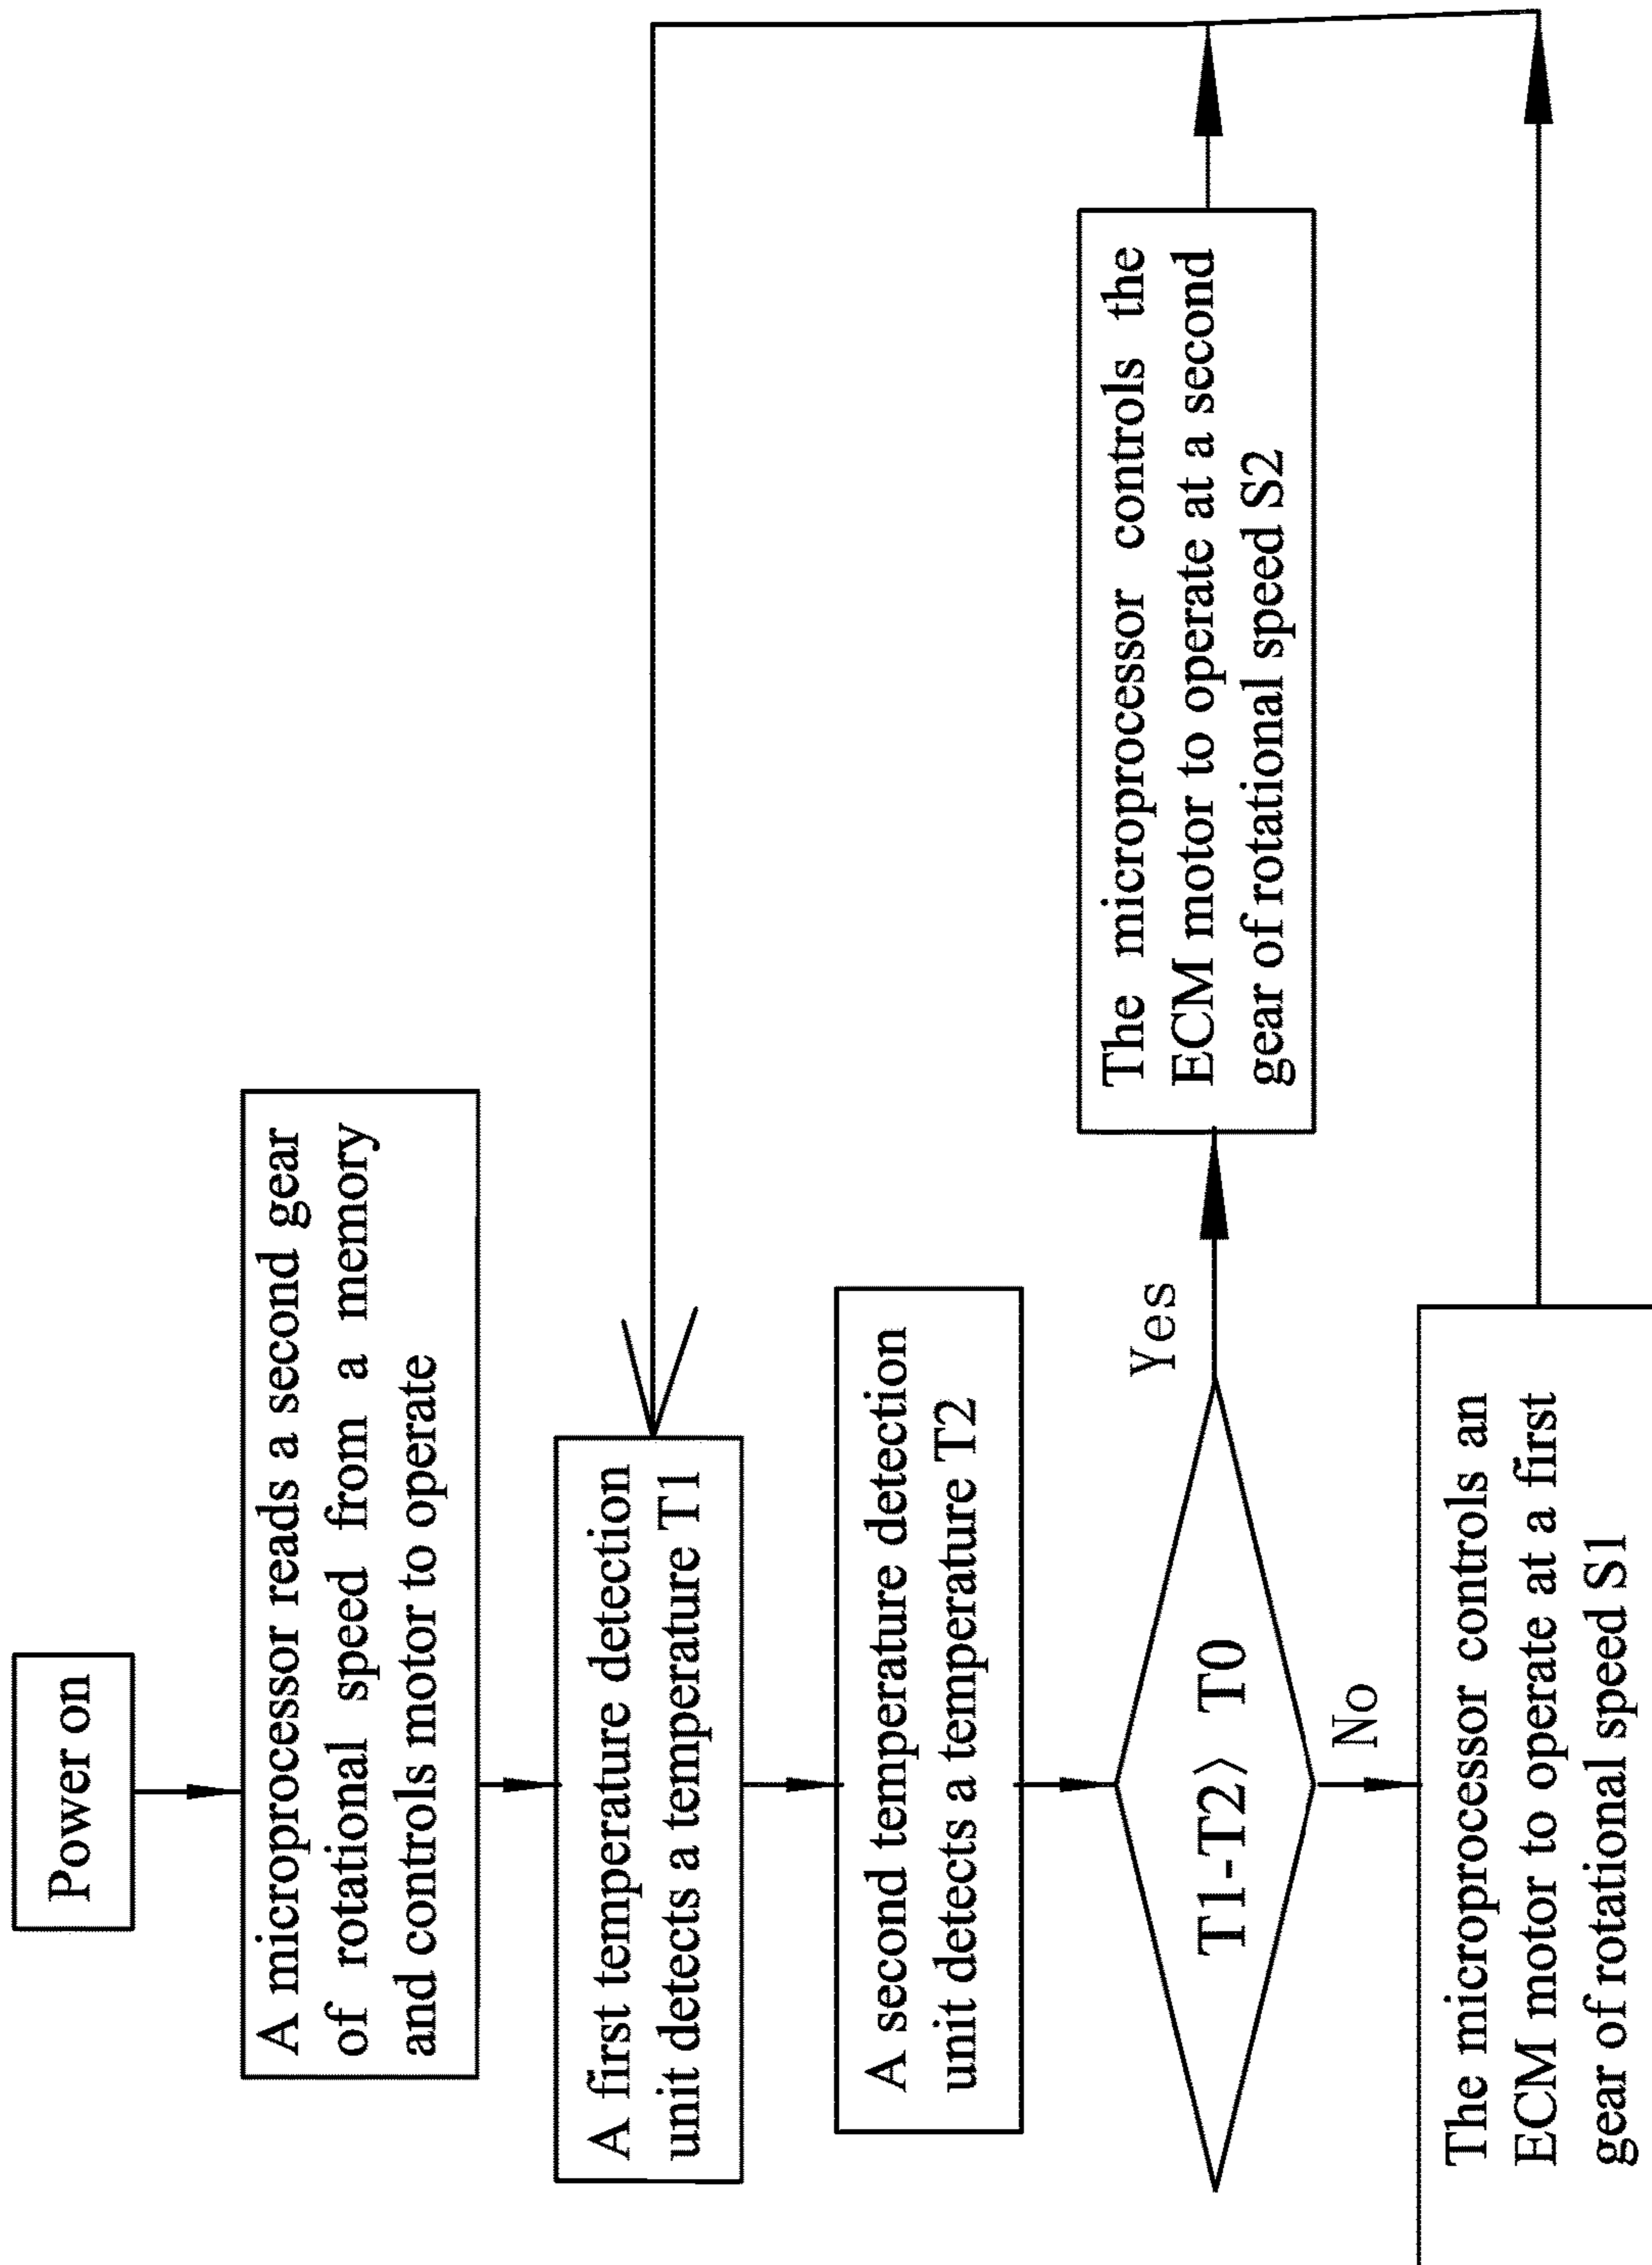 Power on
A microprocessor reads a second gear
of rotational speed from a memory
and controls motor to operate
A first temperature detection
unit detects a temperature T1
A second temperature detection
unit detects a temperature T2
T1-T2〉 T0
Yes
The microprocessor controls the
ECM motor to operate at a second
gear of rotational speed S2
No
The microprocessor controls an
ECM motor to operate at a first
gear of rotational speed S1